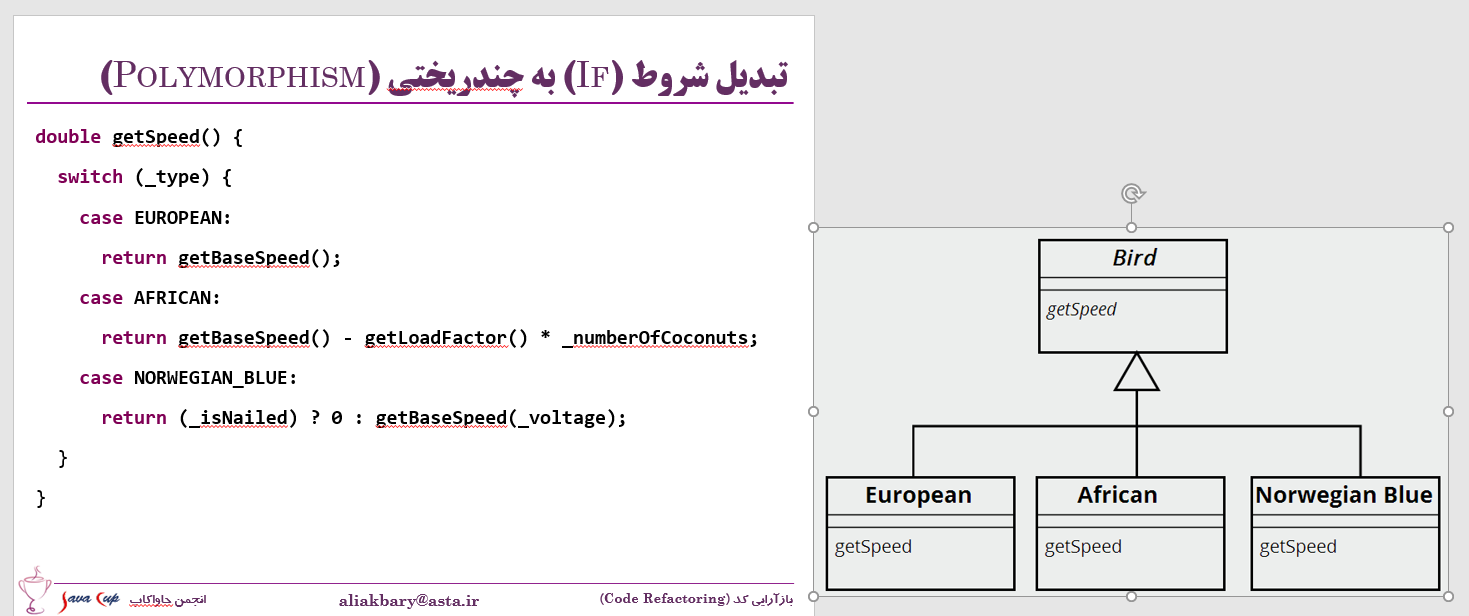 تبدیل شروط (If) به چندریختی (Polymorphism)
double getSpeed() {
switch (_type) {
case EUROPEAN:
return getBaseSpeed();
case AFRICAN:
return getBaseSpeed() - getLoadFactor() * _numberOfCoconuts;
case NORWEGIAN_BLUE:
return (_isNailed) ? 0 : getBaseSpeed(_voltage);
}
}
Java Cup
انجمن جاواکاپ
aliakbary@asta.ir
بازآرایی کد (Code Refactoring)
Bird
getSpeed
European
getSpeed
African
getSpeed
Norwegian Blue
getSpeed